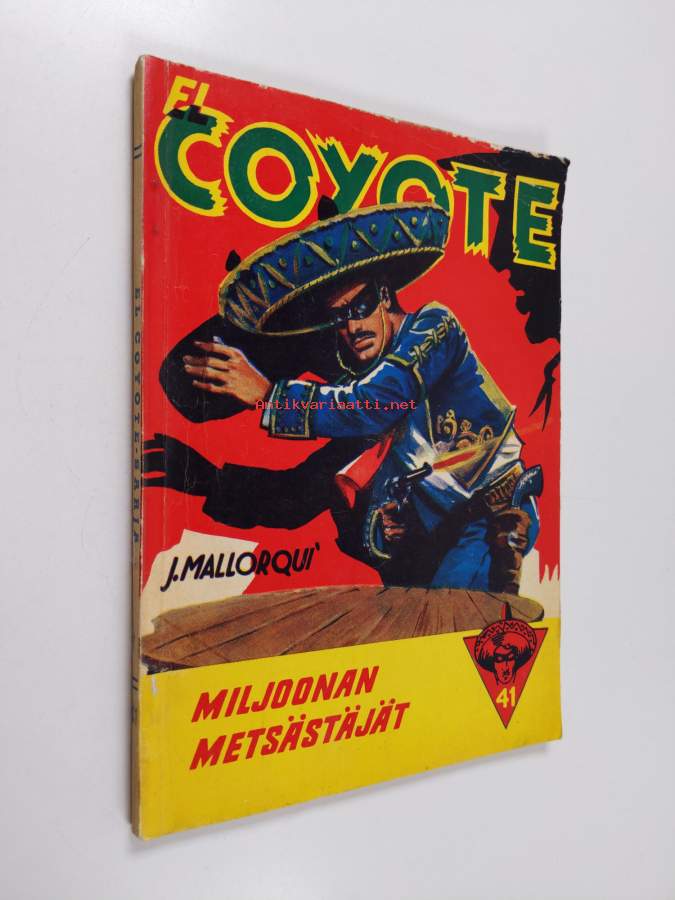 EL
COYOTE
Antikvariaatti.net
J. MALLORQUI'
41
MILJOONAN
METSÄSTÄJÄT
EL COYOTE-SARJA